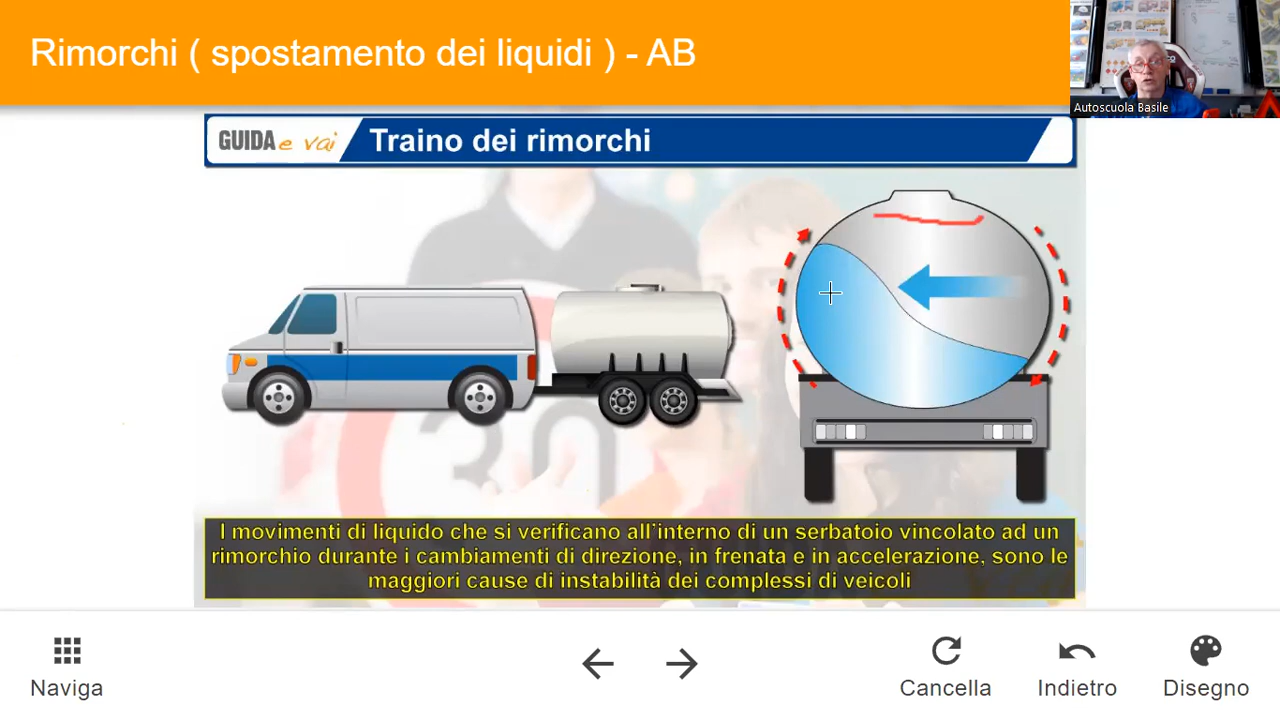 Rimorchi ( spostamento dei liquidi ) - AB
Autoscuola Basile
GUIDA e vai
Traino dei rimorchi
30
I movimenti di liquido che si verificano all'interno di un serbatoio vincolato ad un
rimorchio durante i cambiamenti di direzione, in frenata e in accelerazione, sono le
maggiori cause di instabilità dei complessi di veicoli
Naviga
Cancella
Indietro
Disegno